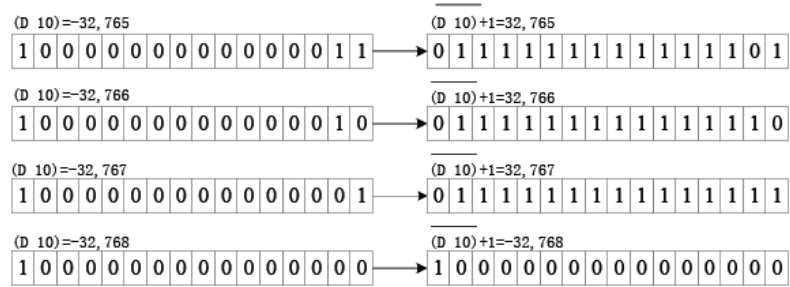 (D 10)=-32,765 (D 10)+1=32,765
1 0 0 0 0 0 0 0 0 0 0 0 0 0 1 1 0 1 1 1 1 1 1 1 1 1 1 1 1 1 0 1
(D 10)=-32,766 (D 10)+1=32,766
1 0 0 0 0 0 0 0 0 0 0 0 0 0 1 0 0 1 1 1 1 1 1 1 1 1 1 1 1 1 1 0
(D 10)=-32,767 (D 10)+1=32,767
1 0 0 0 0 0 0 0 0 0 0 0 0 0 0 1 0 1 1 1 1 1 1 1 1 1 1 1 1 1 1 1
(D 10)=-32,768 (D 10)+1=-32,768
1 0 0 0 0 0 0 0 0 0 0 0 0 0 0 0 1 0 0 0 0 0 0 0 0 0 0 0 0 0 0 0